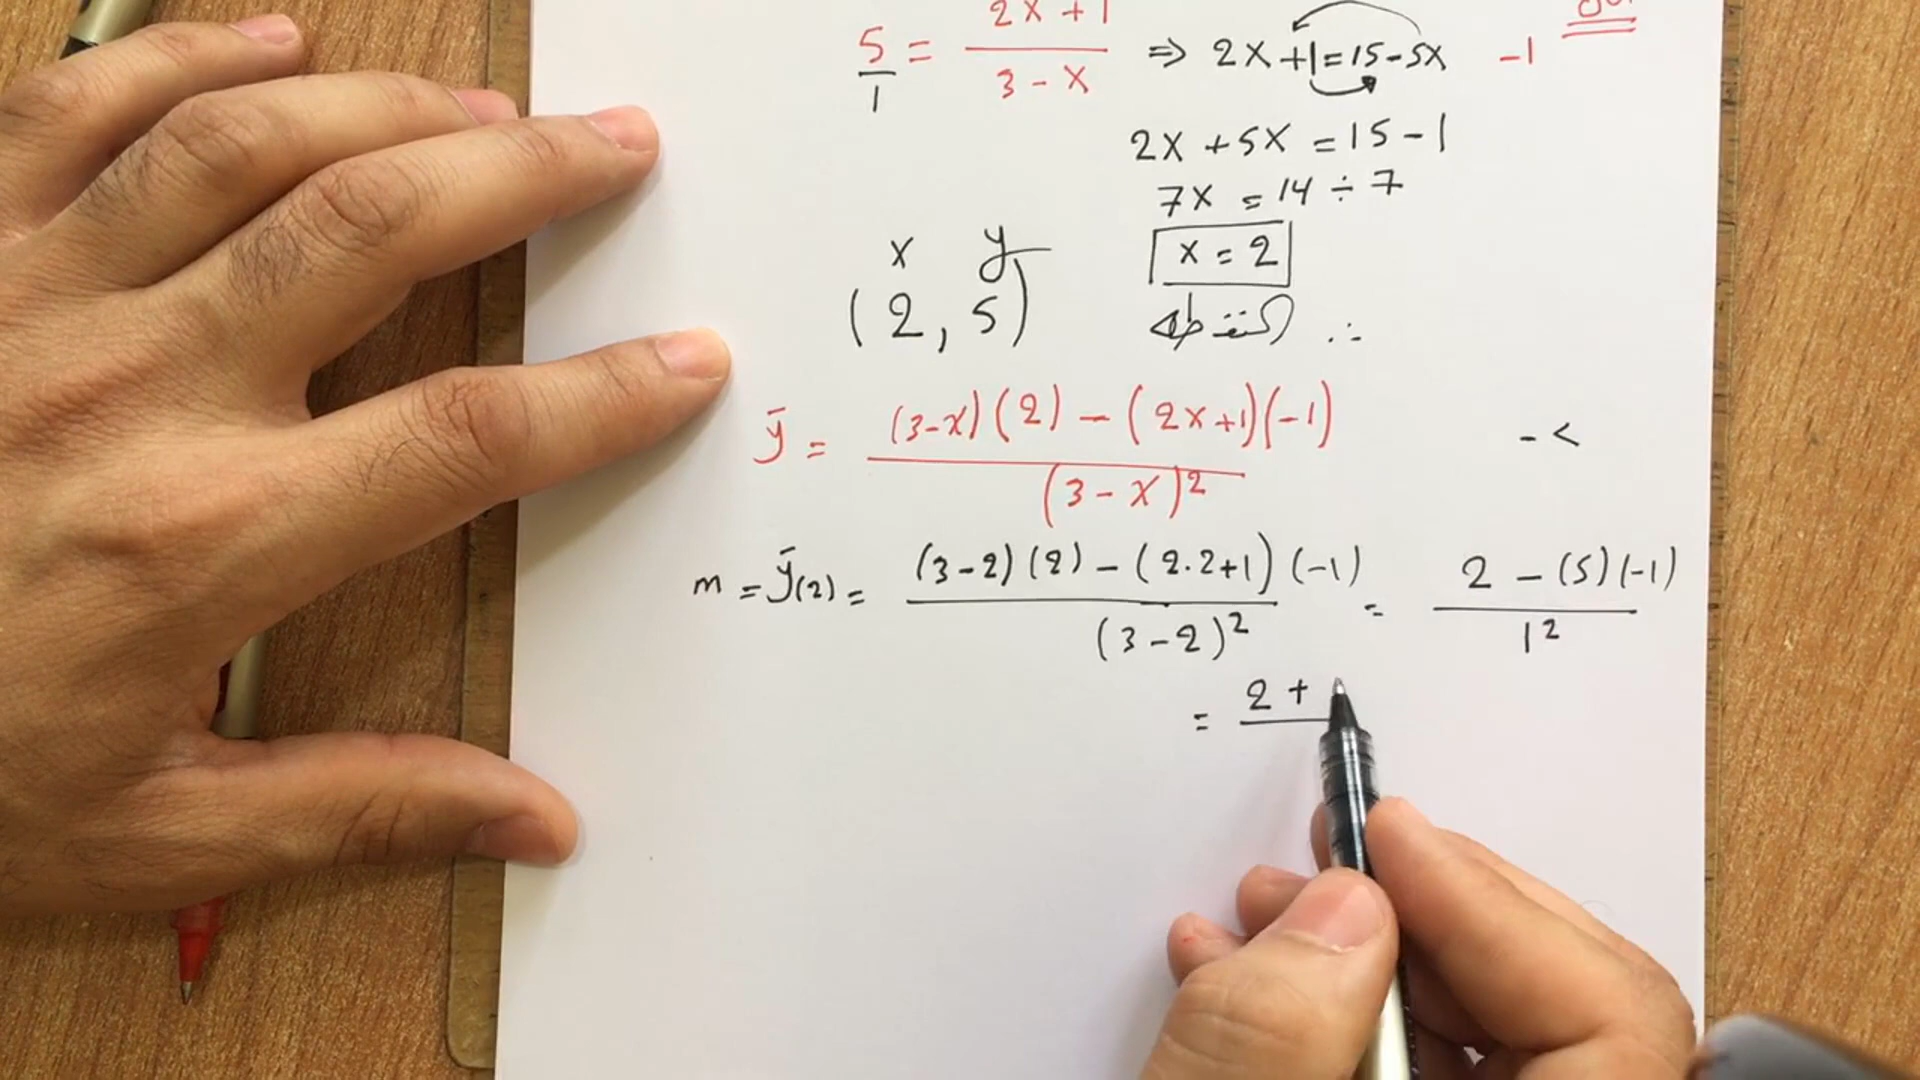 5/1 = (2x+1)/(3-x) ⇒ 2x+1=15-5x -1
2x+5x=15-1
7x=14÷7
x y
x=2
(2, 5)
∴ النقطة
ȳ = ((3-x)(2)-(2x+1)(-1))/(3-x)² -<
m = ȳ(2) = ((3-2)(2)-(2.2+1)(-1))/(3-2)² = (2-(5)(-1))/1²
= 2+